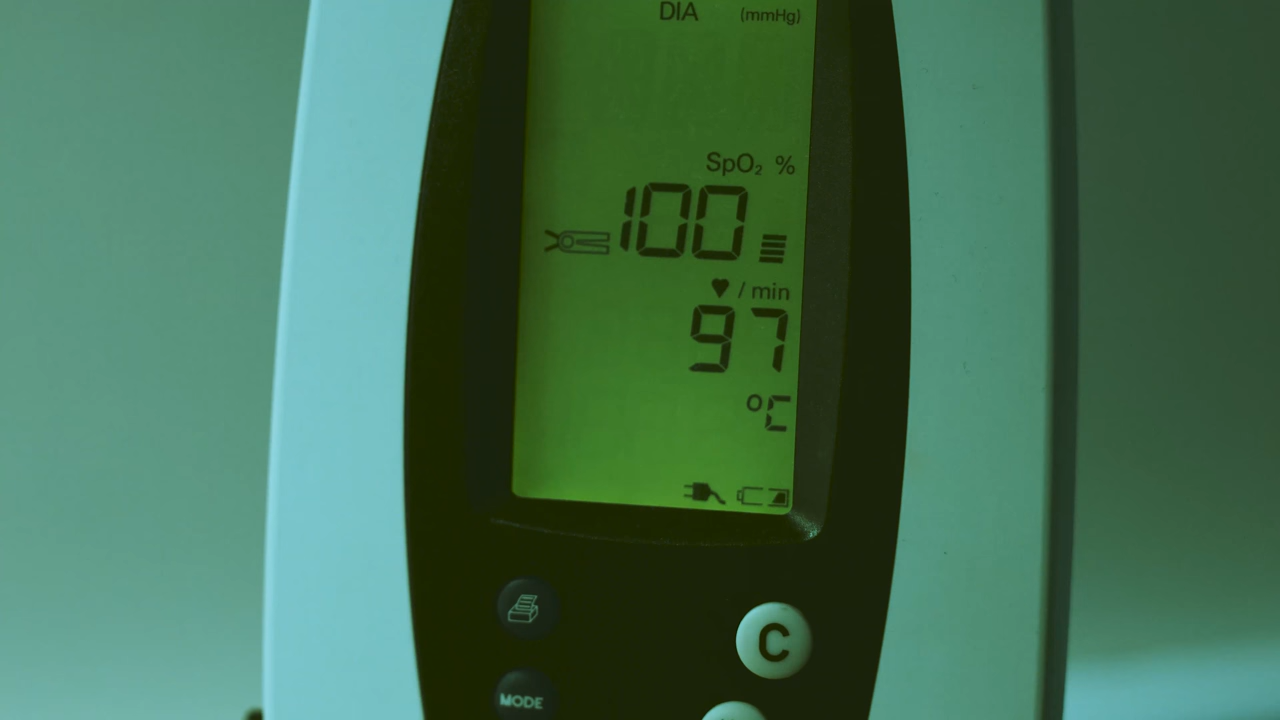 DIA (mmHg)
SpO₂ %
100
/ min
97
°C
C
MODE